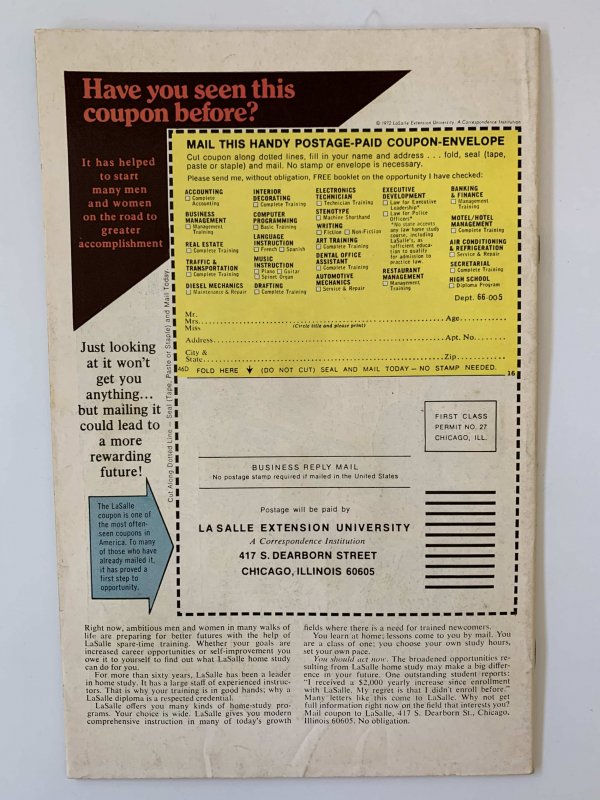 Have you seen this
coupon before?
© 1972 LaSalle Extension University, A Correspondence Institution
It has helped
to start
many men
and women
on the road to
greater
accomplishment
MAIL THIS HANDY POSTAGE-PAID COUPON-ENVELOPE
Cut coupon along dotted lines, fill in your name and address . . . fold, seal (tape,
paste or staple) and mail. No stamp or envelope is necessary.
Please send me, without obligation, FREE booklet on the opportunity I have checked:
ACCOUNTING
Complete
Accounting
BUSINESS
MANAGEMENT
Management
Training
REAL ESTATE
Complete Training
TRAFFIC &
TRANSPORTATION
Complete Training
DIESEL MECHANICS
Maintenance & Repair
INTERIOR
DECORATING
Complete Training
COMPUTER
PROGRAMMING
Basic Training
LANGUAGE
INSTRUCTION
French Spanish
MUSIC
INSTRUCTION
Piano Guitar
Spinet Organ
DRAFTING
Complete Training
ELECTRONICS
TECHNICIAN
Technician Training
STENOTYPE
Machine Shorthand
WRITING
Fiction Non-Fiction
ART TRAINING
Complete Training
DENTAL OFFICE
ASSISTANT
Complete Training
AUTOMOTIVE
MECHANICS
Service & Repair
EXECUTIVE
DEVELOPMENT
Law for Executive
Leadership*
Law for Police
Officers*
*No state accepts
any law home study
course, including
LaSalle's, as
sufficient educa-
tion to qualify
for admission to
practice law.
RESTAURANT
MANAGEMENT
Management
Training
BANKING
& FINANCE
Management
Training
MOTEL/HOTEL
MANAGEMENT
Complete Training
AIR CONDITIONING
& REFRIGERATION
Service & Repair
SECRETARIAL
Complete Training
HIGH SCHOOL
Diploma Program
Dept. 66-005
Mr.
Mrs.
Miss
Age
(Circle title and please print)
Address Apt. No.
City &
State Zip
46D FOLD HERE (DO NOT CUT) SEAL AND MAIL TODAY — NO STAMP NEEDED. 16
Cut Along Dotted Line — Seal (Tape, Paste or Staple) and Mail Today
Just looking
at it won't
get you
anything...
but mailing it
could lead to
a more
rewarding
future!
The LaSalle
coupon is one of
the most often-
seen coupons in
America. To many
of those who have
already mailed it,
it has proved a
first step to
opportunity.
FIRST CLASS
PERMIT NO. 27
CHICAGO, ILL.
BUSINESS REPLY MAIL
No postage stamp required if mailed in the United States
Postage will be paid by
LA SALLE EXTENSION UNIVERSITY
A Correspondence Institution
417 S. DEARBORN STREET
CHICAGO, ILLINOIS 60605
Right now, ambitious men and women in many walks of
life are preparing for better futures with the help of
LaSalle spare-time training. Whether your goals are
increased career opportunities or self-improvement you
owe it to yourself to find out what LaSalle home study
can do for you.
For more than sixty years, LaSalle has been a leader
in home study. It has a large staff of experienced instruc-
tors. That is why your training is in good hands; why a
LaSalle diploma is a respected credential.
LaSalle offers you many kinds of home-study pro-
grams. Your choice is wide. LaSalle gives you modern
comprehensive instruction in many of today's growth
fields where there is a need for trained newcomers.
You learn at home; lessons come to you by mail. You
are a class of one; you choose your own study hours,
set your own pace.
You should act now. The broadened opportunities re-
sulting from LaSalle home study may make a big differ-
ence in your future. One outstanding student reports:
"I received a $2,000 yearly increase since enrollment
with LaSalle. My regret is that I didn't enroll before."
Many letters like this come to LaSalle. Why not get
full information right now on the field that interests you?
Mail coupon to LaSalle, 417 S. Dearborn St., Chicago,
Illinois 60605. No obligation.